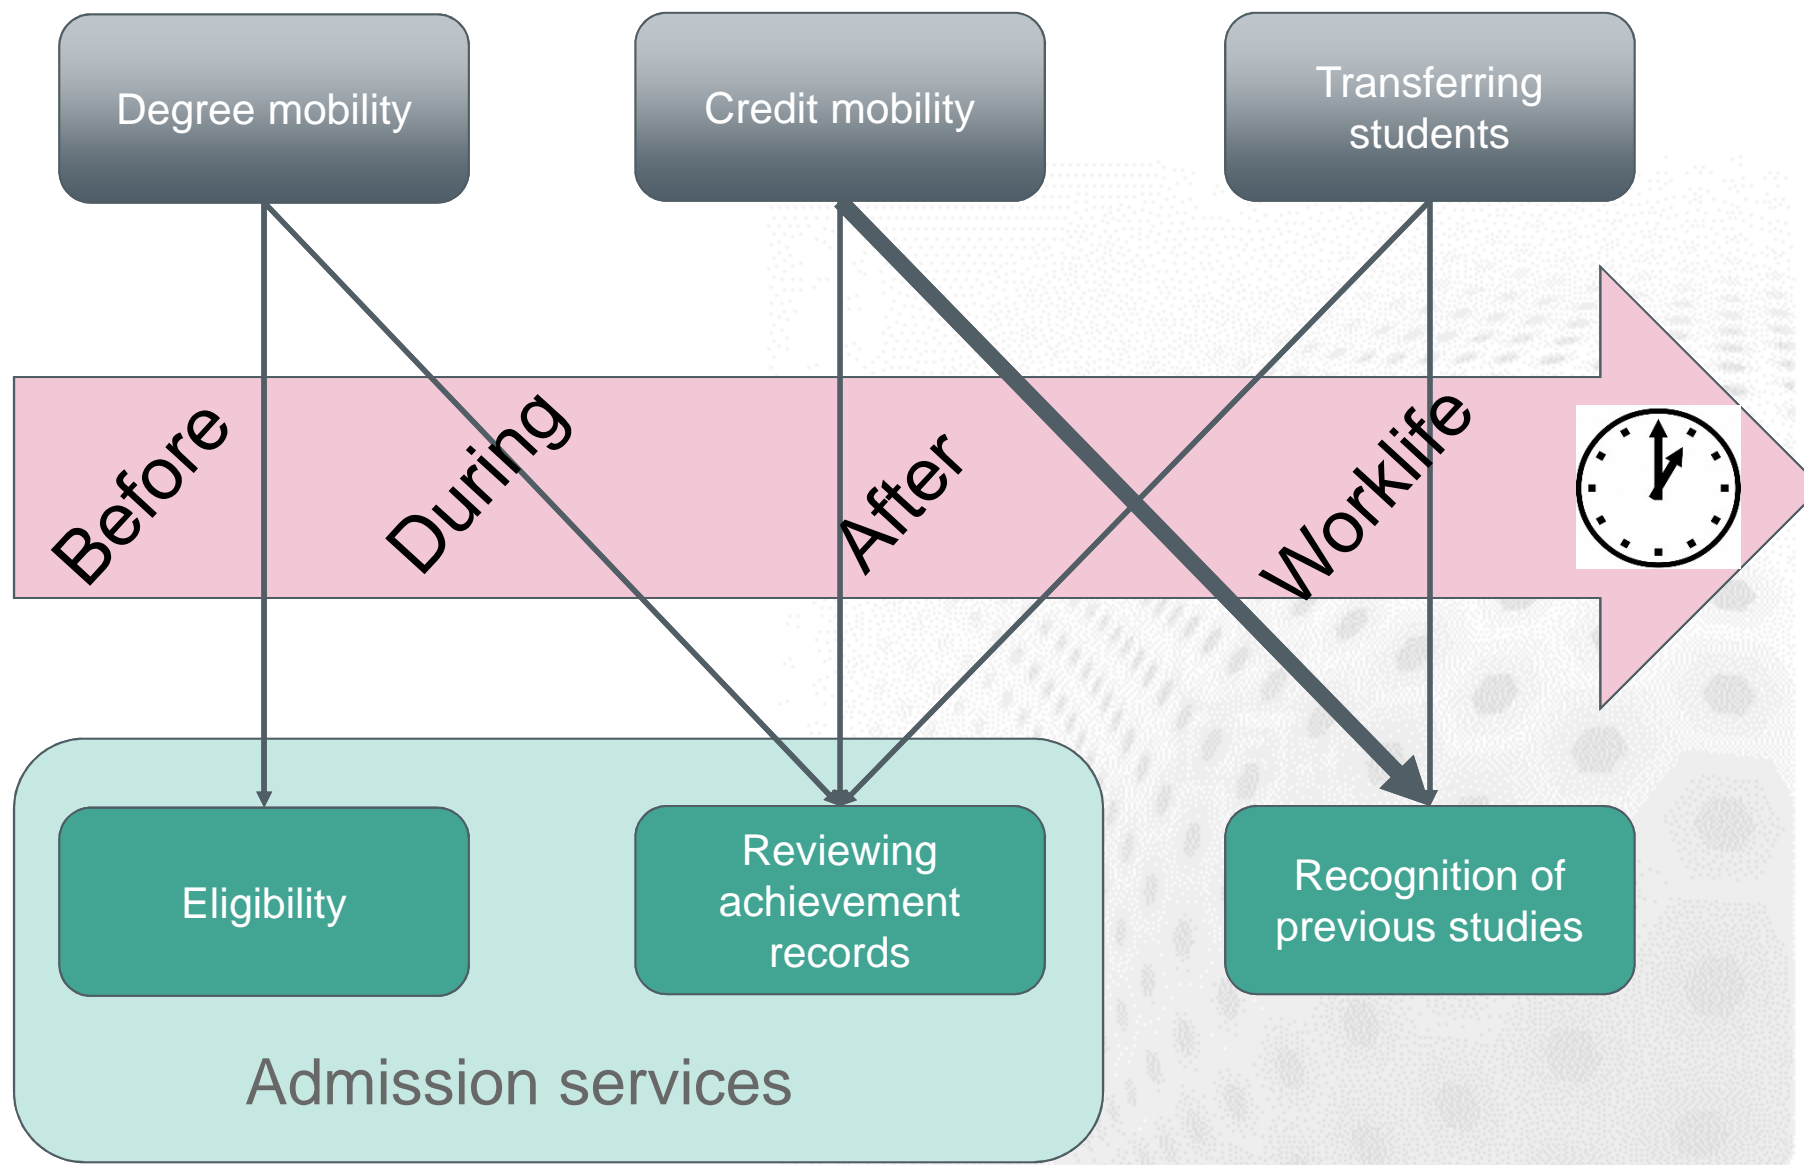 Degree mobility
Credit mobility
Transferring
students
Before
During
After
Worklife
Eligibility
Reviewing
achievement
records
Recognition of
previous studies
Admission services